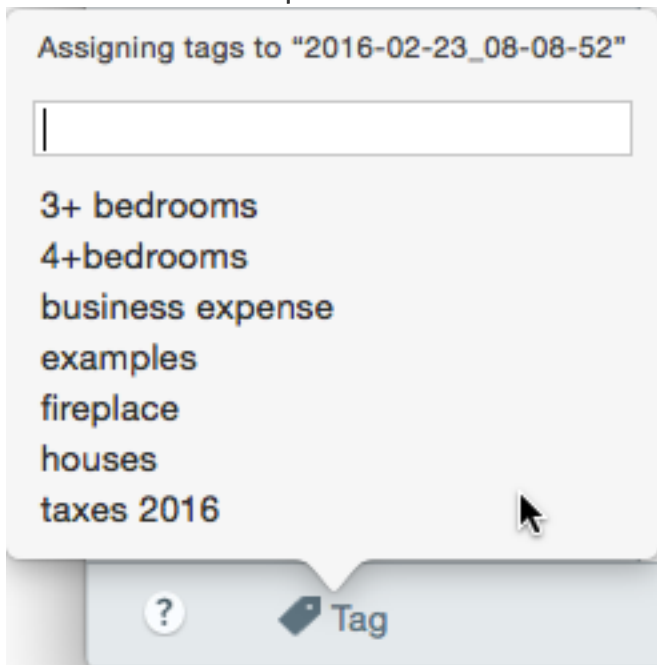 Assigning tags to “2016-02-23_08-08-52”
3+ bedrooms
4+bedrooms
business expense
examples
fireplace
houses
taxes 2016
? Tag